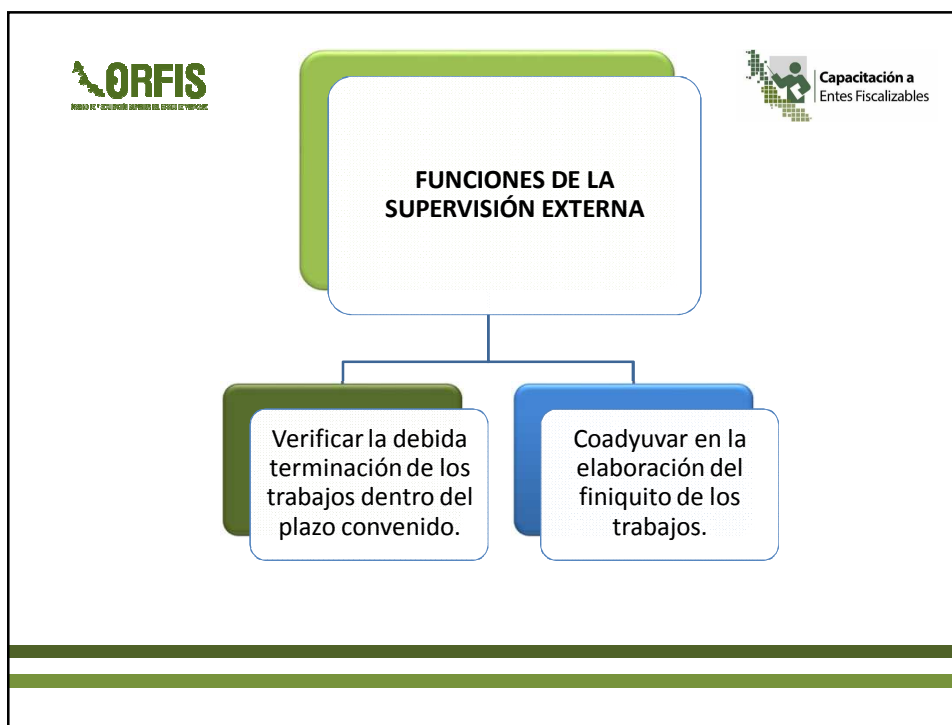 ORFIS
Capacitación a
Entes Fiscalizables
FUNCIONES DE LA
SUPERVISIÓN EXTERNA
Verificar la debida
terminación de los
trabajos dentro del
plazo convenido.
Coadyuvar en la
elaboración del
finiquito de los
trabajos.